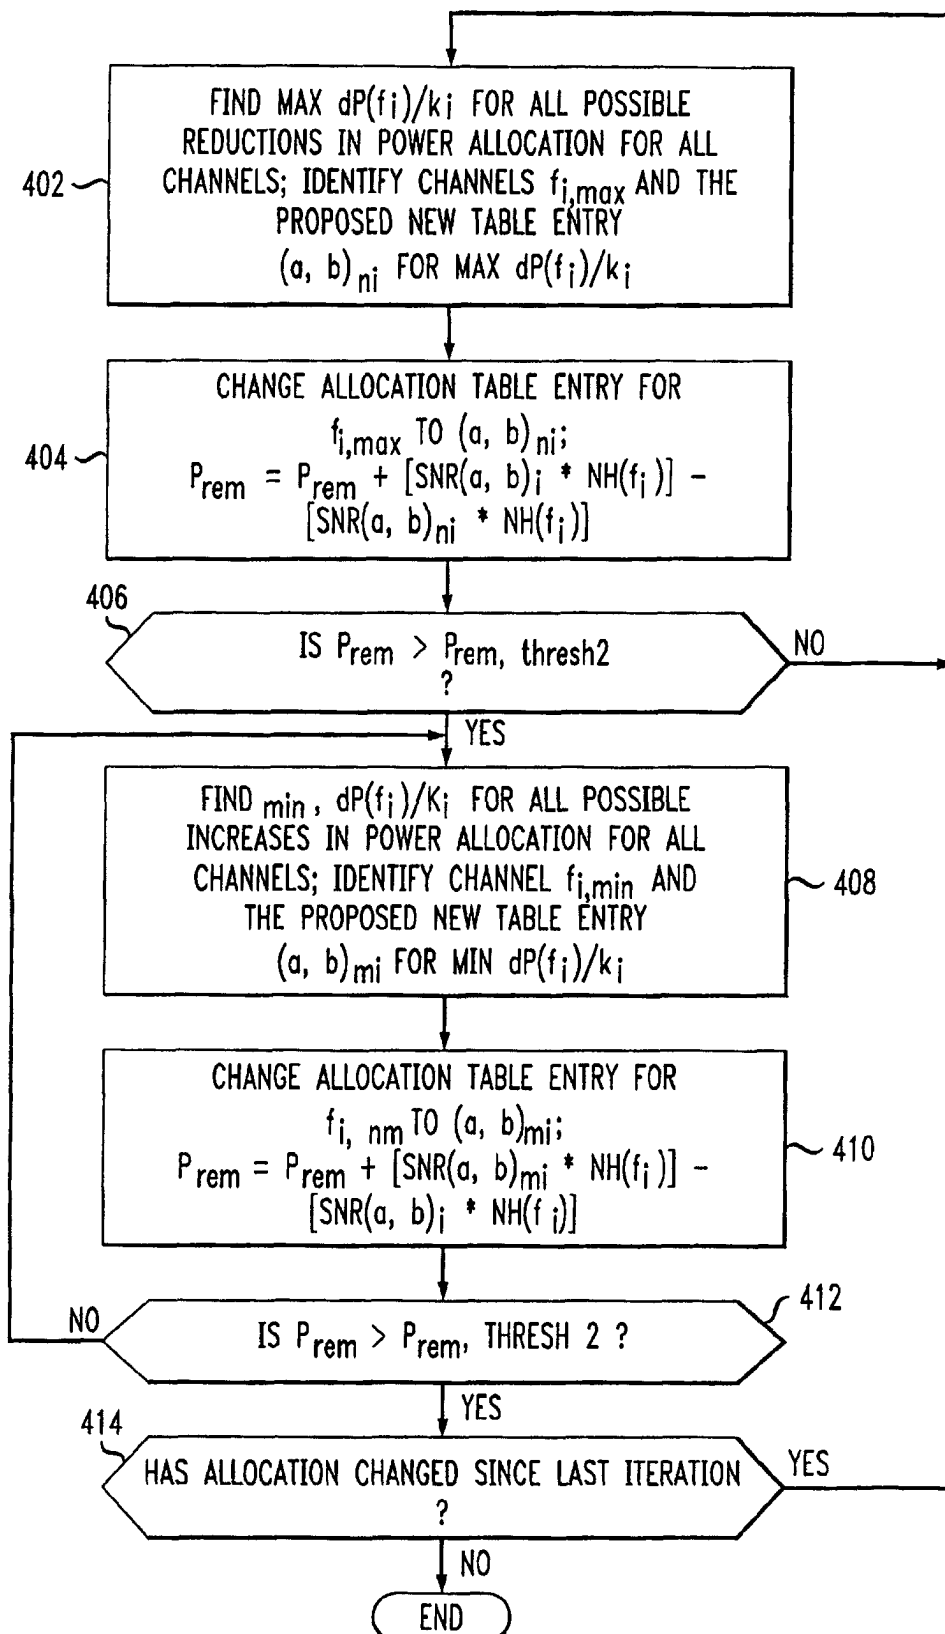 FIND MAX dP(fi)/ki FOR ALL POSSIBLE
REDUCTIONS IN POWER ALLOCATION FOR ALL
CHANNELS; IDENTIFY CHANNELS fi,max AND THE
PROPOSED NEW TABLE ENTRY
(a, b)ni FOR MAX dP(fi)/ki
402
CHANGE ALLOCATION TABLE ENTRY FOR
fi,max TO (a, b)ni;
Prem = Prem + [SNR(a, b)i * NH(fi)] -
[SNR(a, b)ni * NH(fi)]
404
406
IS Prem > Prem, thresh2
?
NO
YES
FIND min, dP(fi)/Ki FOR ALL POSSIBLE
INCREASES IN POWER ALLOCATION FOR ALL
CHANNELS; IDENTIFY CHANNEL fi,min AND
THE PROPOSED NEW TABLE ENTRY
(a, b)mi FOR MIN dP(fi)/ki
408
CHANGE ALLOCATION TABLE ENTRY FOR
fi, nm TO (a, b)mi;
Prem = Prem + [SNR(a, b)mi * NH(fi)] -
[SNR(a, b)i * NH(fi)]
410
412
NO
IS Prem > Prem, THRESH 2 ?
YES
414
HAS ALLOCATION CHANGED SINCE LAST ITERATION
?
YES
NO
END